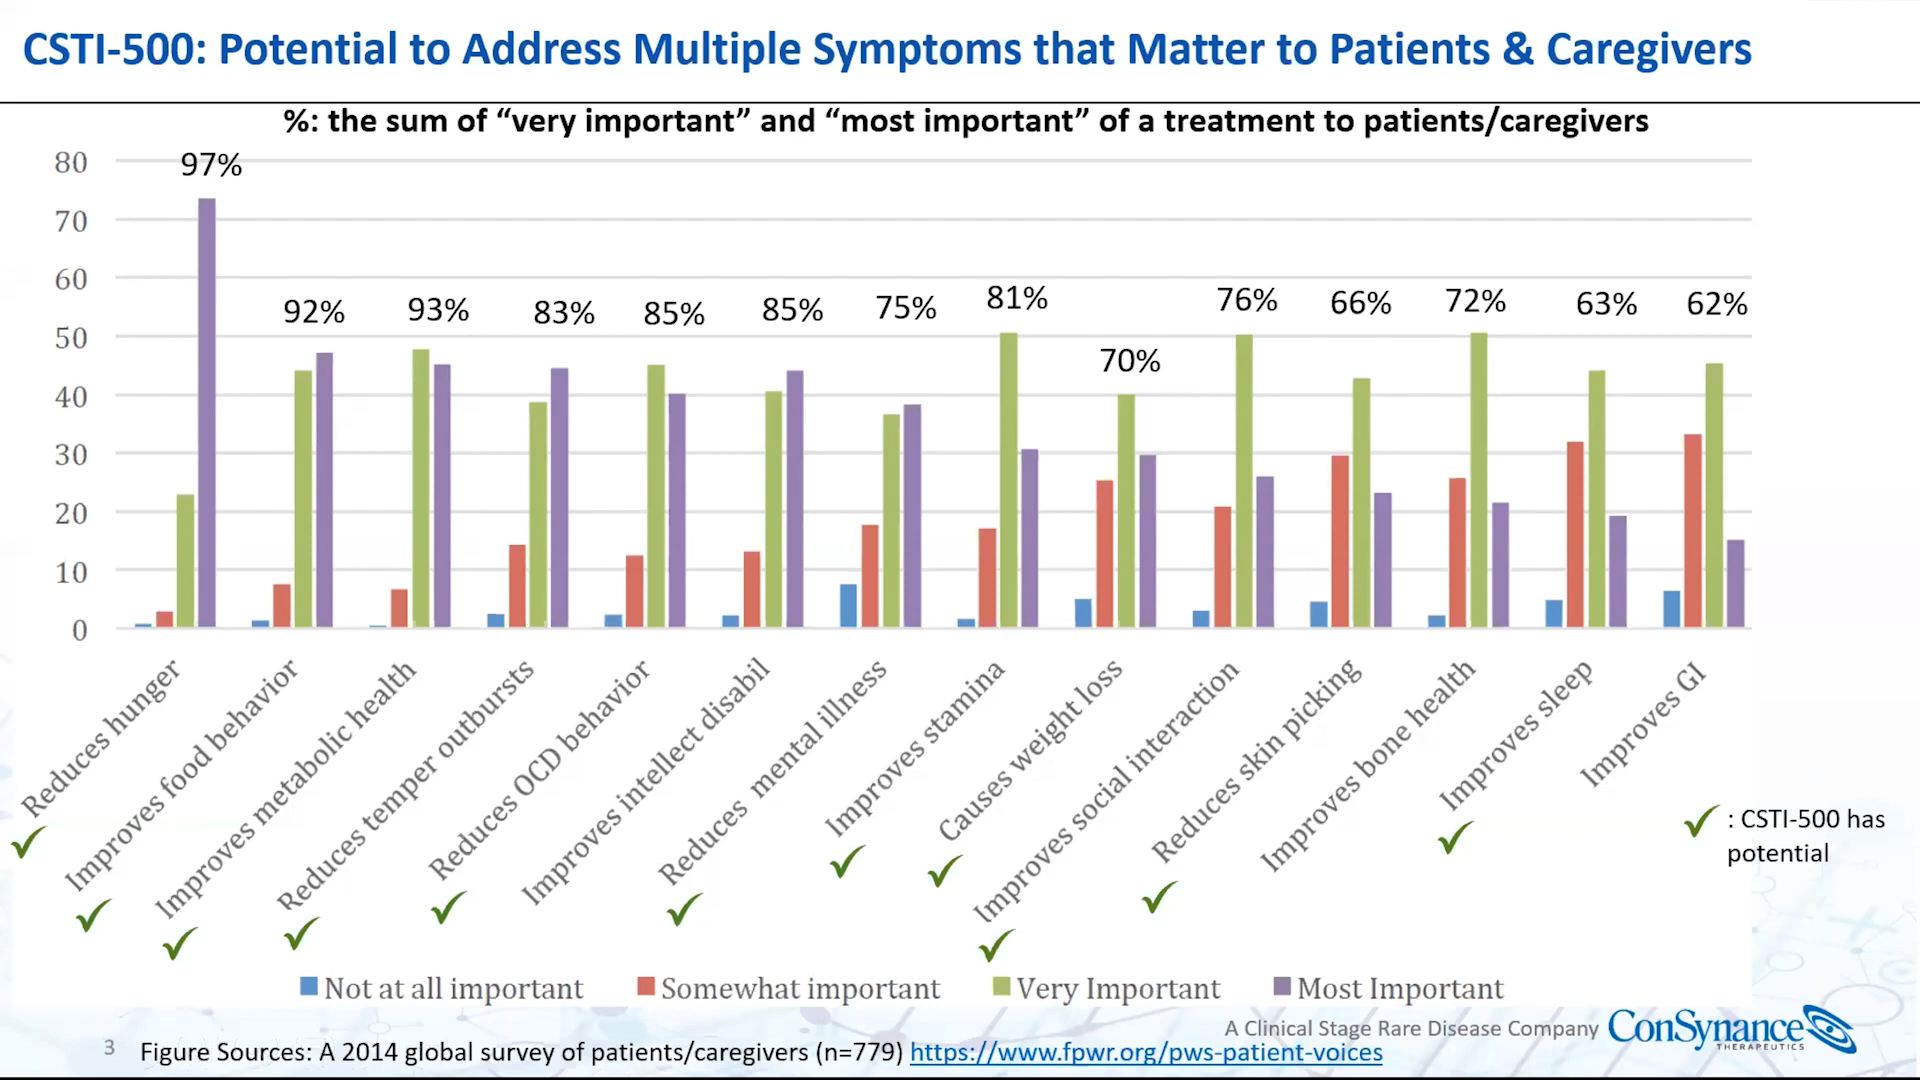 CSTI-500: Potential to Address Multiple Symptoms that Matter to Patients & Caregivers
%: the sum of “very important” and “most important” of a treatment to patients/caregivers
80
70
60
50
40
30
20
10
0
97%
92%
93%
83%
85%
85%
75%
81%
70%
76%
66%
72%
63%
62%
Reduces hunger
Improves food behavior
Improves metabolic health
Reduces temper outbursts
Reduces OCD behavior
Improves intellect disabil
Reduces mental illness
Improves stamina
Causes weight loss
Improves social interaction
Reduces skin picking
Improves bone health
Improves sleep
Improves GI
: CSTI-500 has
potential
Not at all important
Somewhat important
Very Important
Most Important
A Clinical Stage Rare Disease Company
ConSynance
THERAPEUTICS
3
Figure Sources: A 2014 global survey of patients/caregivers (n=779) https://www.fpwr.org/pws-patient-voices